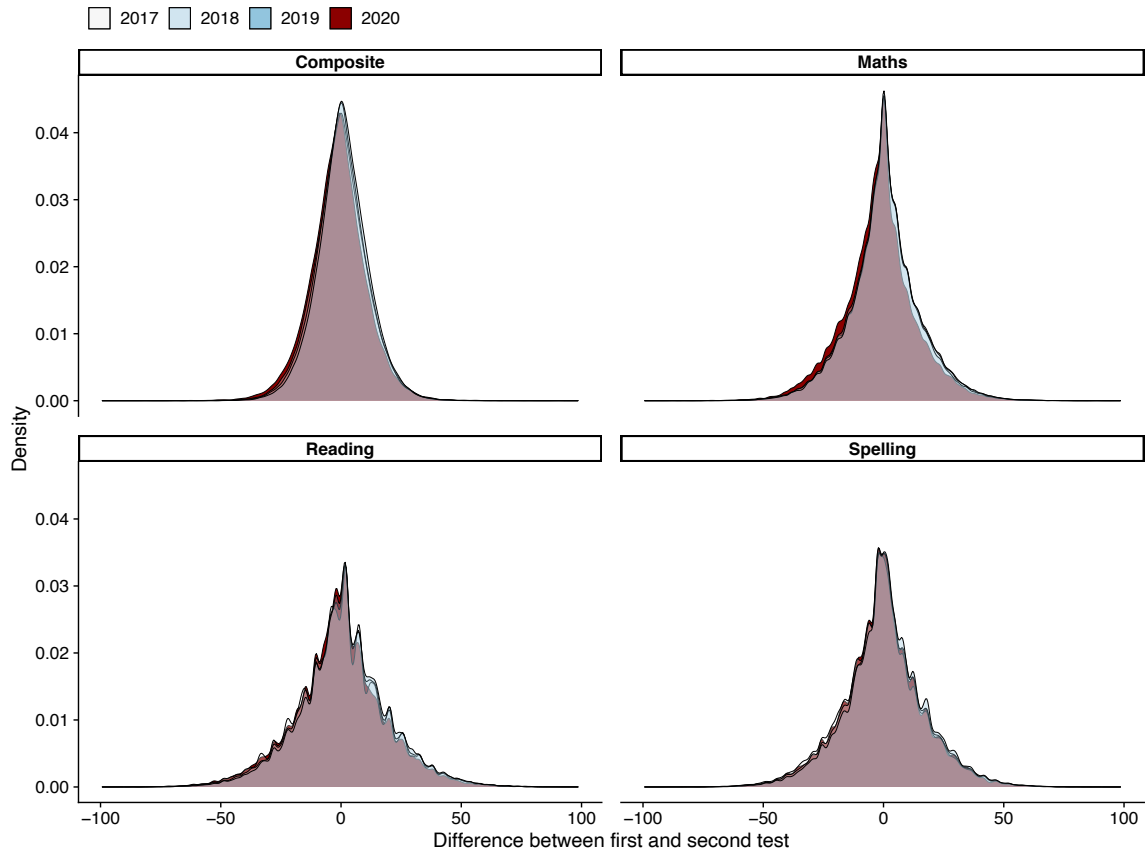 2017 2018 2019 2020
Composite Maths
0.04
0.03
0.02
0.01
0.00
Density
Reading Spelling
0.04
0.03
0.02
0.01
0.00
−100 −50 0 50 100 −100 −50 0 50 100
Difference between first and second test